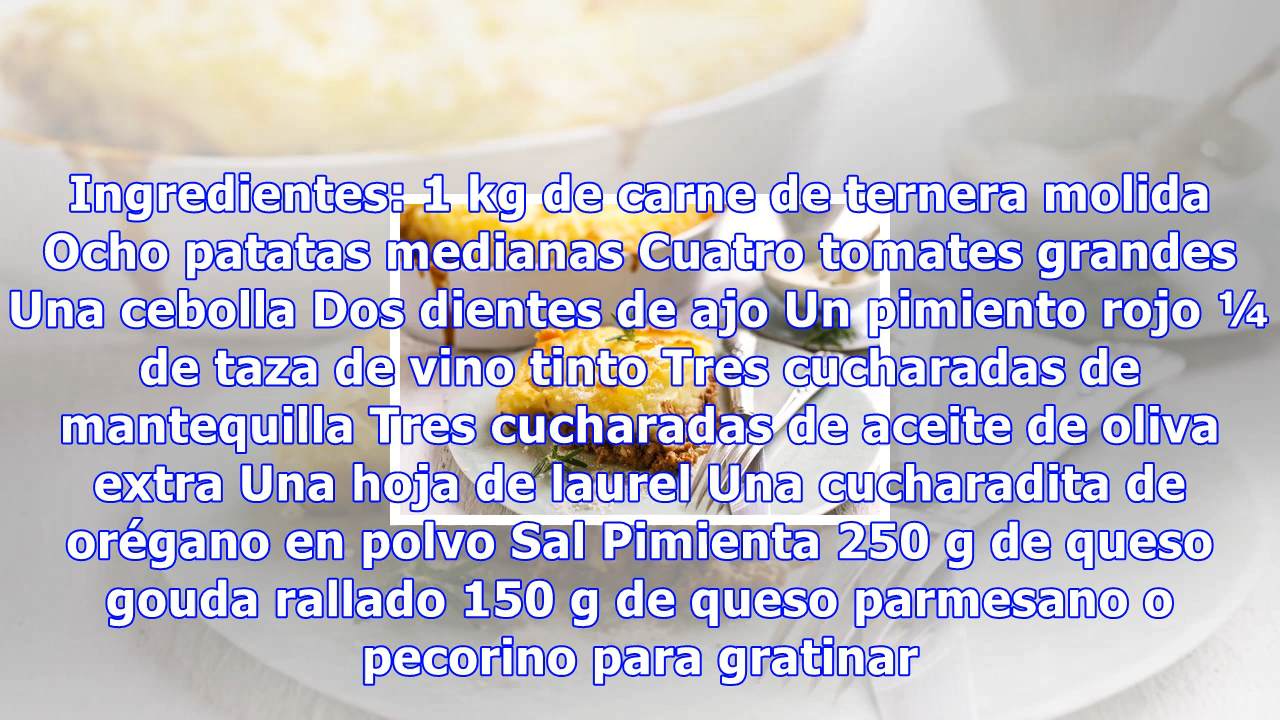 Ingredientes: 1 kg de carne de ternera molida
Ocho patatas medianas Cuatro tomates grandes
Una cebolla Dos dientes de ajo Un pimiento rojo ¼
de taza de vino tinto Tres cucharadas de
mantequilla Tres cucharadas de aceite de oliva
extra Una hoja de laurel Una cucharadita de
orégano en polvo Sal Pimienta 250 g de queso
gouda rallado 150 g de queso parmesano o
pecorino para gratinar